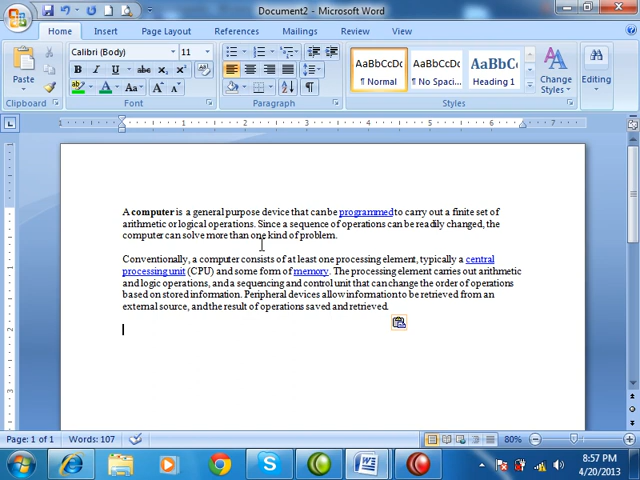 Document2 - Microsoft Word
Home Insert Page Layout References Mailings Review View
Calibri (Body) 11
AaBbCcDc AaBbCcDc AaBbC
Paste
¶ Normal ¶ No Spaci... Heading 1
Change Styles
Editing
B I U abc x₂ x² Aa
ab A Aa A A
Clipboard Font Paragraph Styles
A computer is a general purpose device that can be programmed to carry out a finite set of
arithmetic or logical operations. Since a sequence of operations can be readily changed, the
computer can solve more than one kind of problem.
Conventionally, a computer consists of at least one processing element, typically a central
processing unit (CPU) and some form of memory. The processing element carries out arithmetic
and logic operations, and a sequencing and control unit that can change the order of operations
based on stored information. Peripheral devices allow information to be retrieved from an
external source, and the result of operations saved and retrieved.
Page: 1 of 1 Words: 107 80%
8:57 PM
4/20/2013